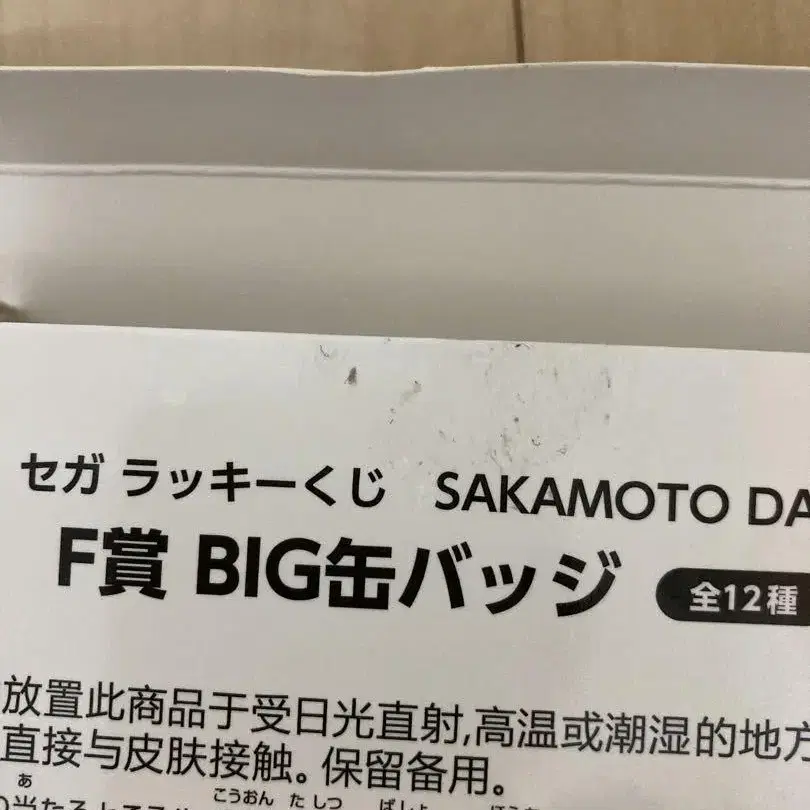 セガ ラッキーくじ SAKAMOTO DA
F賞 BIG缶バッジ 全12種
放置此商品于受日光直射,高温或潮湿的地方
直接与皮肤接触。保留备用。